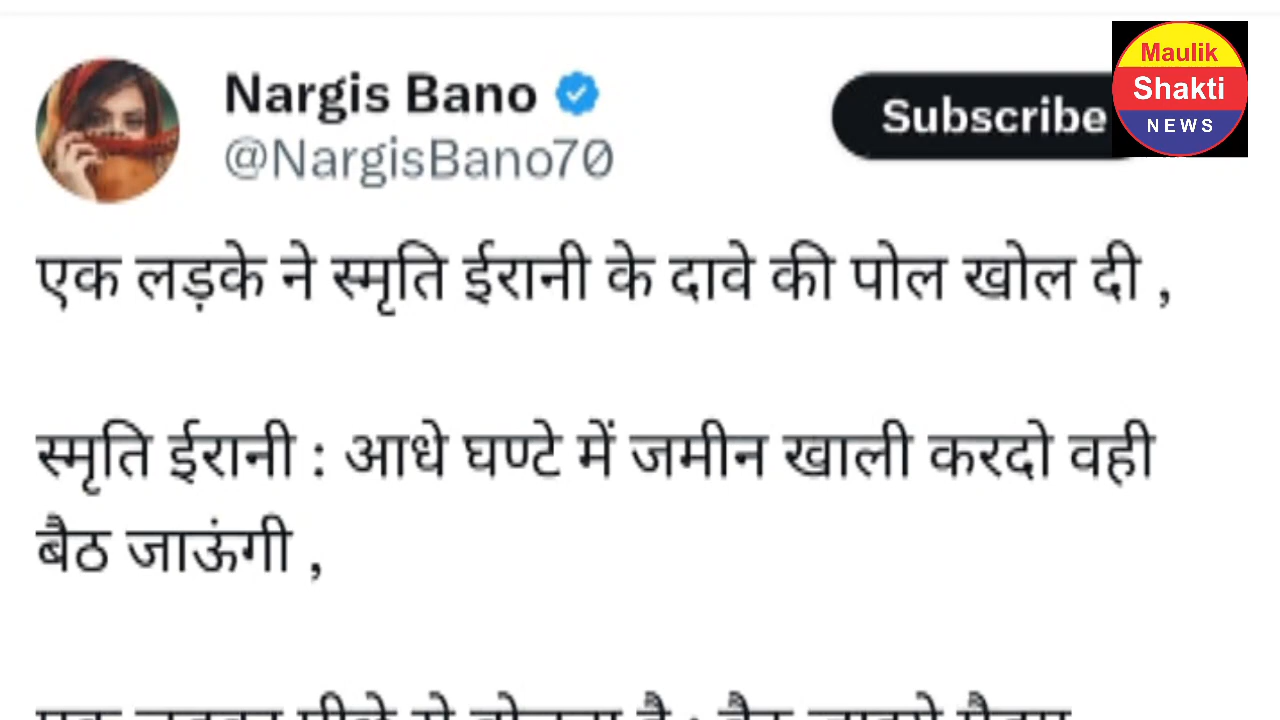 Nargis Bano
@NargisBano70
Subscribe
Maulik
Shakti
NEWS
एक लड़के ने स्मृति ईरानी के दावे की पोल खोल दी ,
स्मृति ईरानी : आधे घण्टे में जमीन खाली करदो वही
बैठ जाऊंगी ,